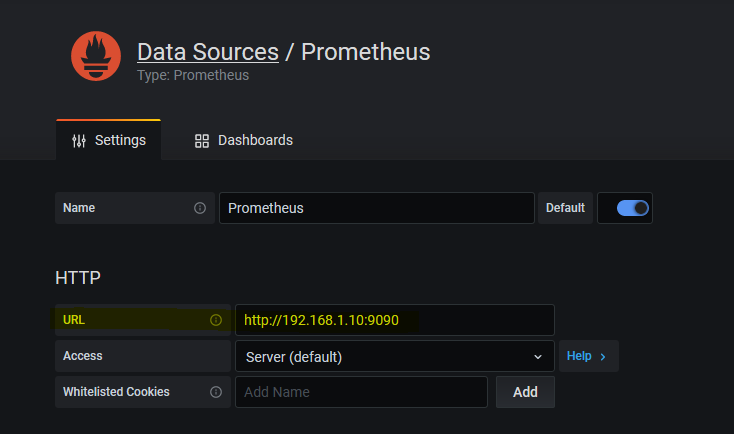 Data Sources / Prometheus
Type: Prometheus
Settings Dashboards
Name Prometheus Default
HTTP
URL http://192.168.1.10:9090
Access Server (default) Help
Whitelisted Cookies Add Name Add